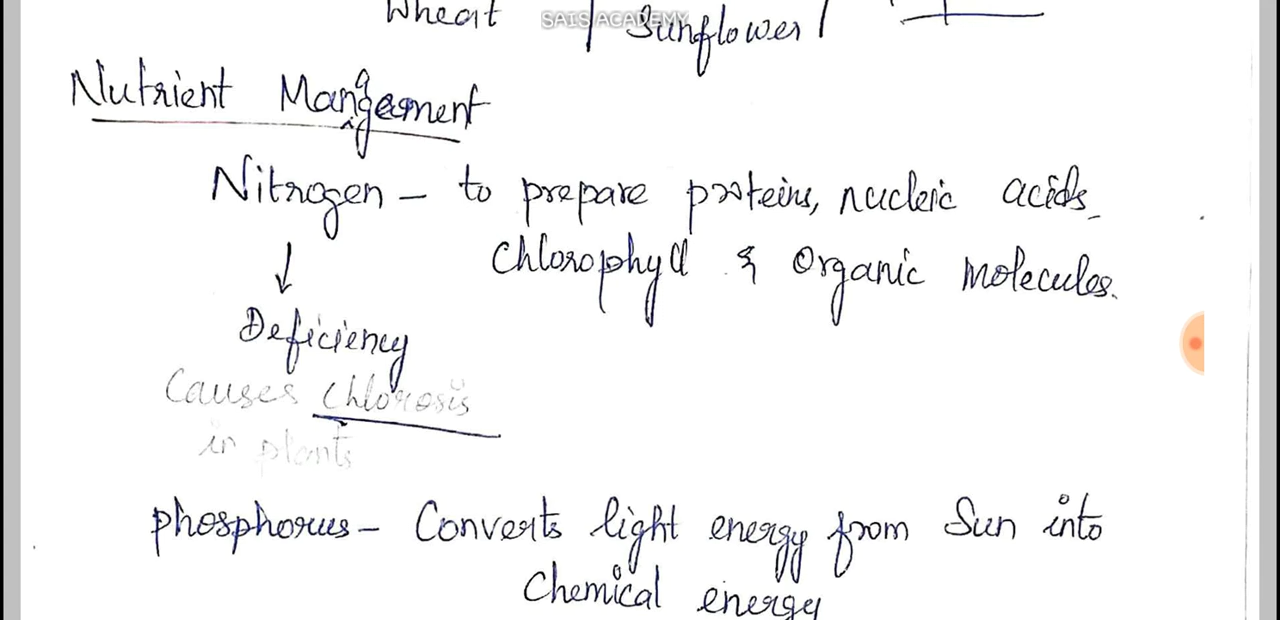 Wheat | Sunflower |
SAIS ACADEMY
Nutrient Mangament
Nitrogen - to prepare proteins, nucleic acids,
Chlorophyll & Organic Molecules.
↓
Deficiency
Causes Chlorosis
in plants
phosphorus - Converts light energy from Sun into
Chemical energy